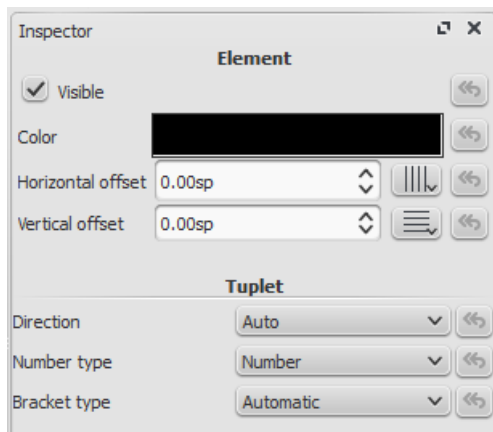 Inspector
Element
Visible
Color
Horizontal offset 0.00sp
Vertical offset 0.00sp
Tuplet
Direction Auto
Number type Number
Bracket type Automatic